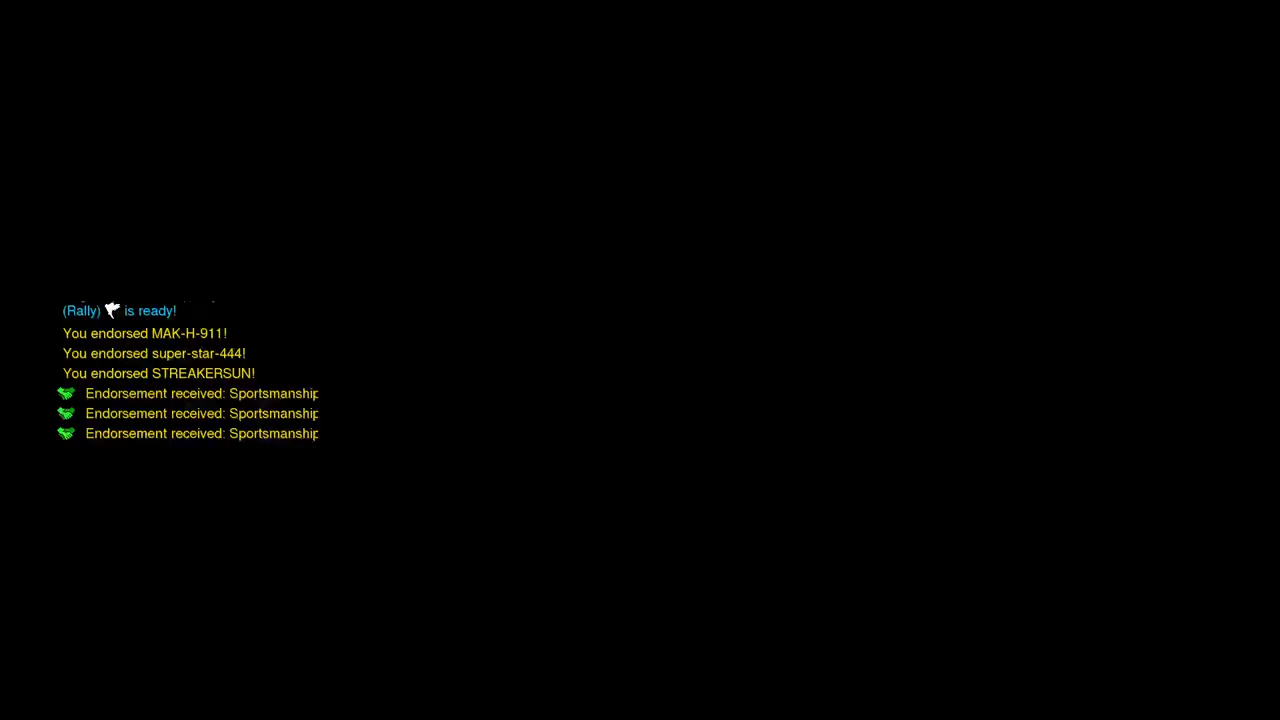 (Rally) is ready!
You endorsed MAK-H-911!
You endorsed super-star-444!
You endorsed STREAKERSUN!
Endorsement received: Sportsmanship
Endorsement received: Sportsmanship
Endorsement received: Sportsmanship